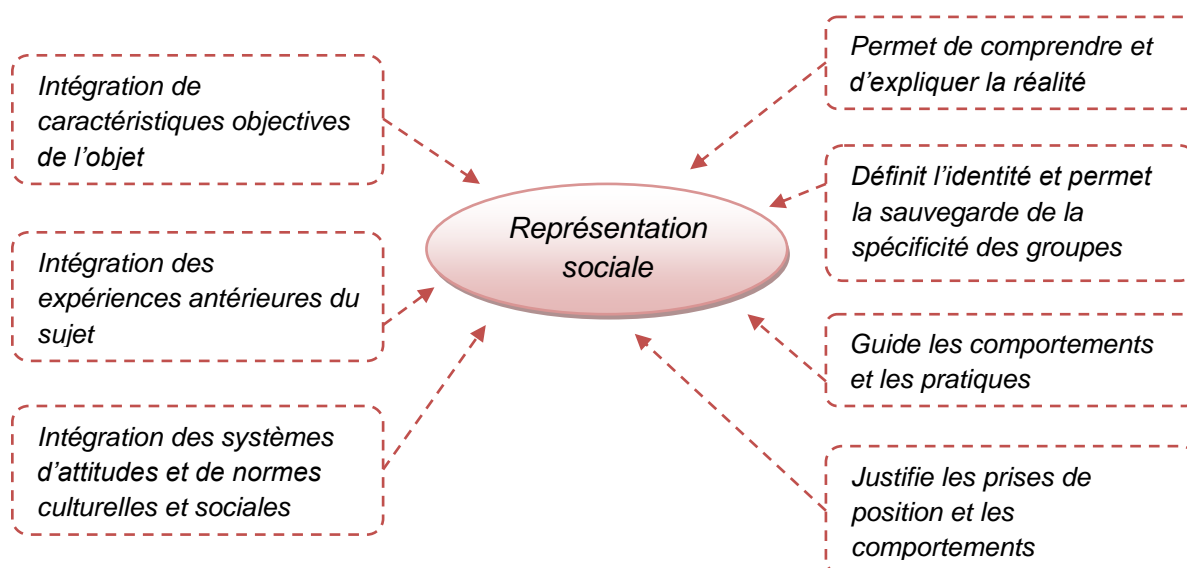 Intégration de
caractéristiques objectives
de l’objet
Intégration des
expériences antérieures du
sujet
Intégration des systèmes
d’attitudes et de normes
culturelles et sociales
Représentation
sociale
Permet de comprendre et
d’expliquer la réalité
Définit l’identité et permet
la sauvegarde de la
spécificité des groupes
Guide les comportements
et les pratiques
Justifie les prises de
position et les
comportements